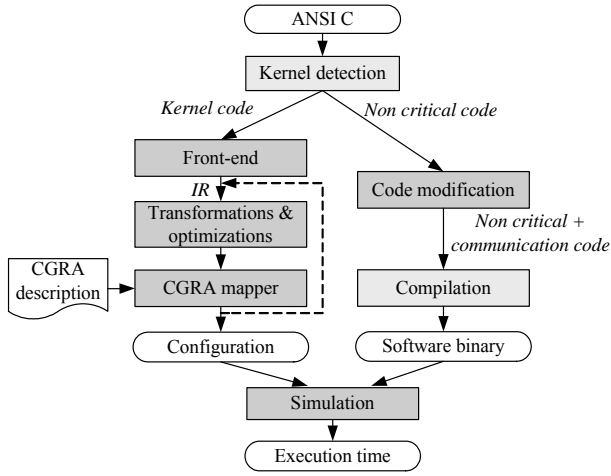 ANSI C
Kernel detection
Kernel code
Non critical code
Front-end
IR
Code modification
Transformations &
optimizations
Non critical +
communication code
CGRA
description
CGRA mapper
Compilation
Configuration
Software binary
Simulation
Execution time